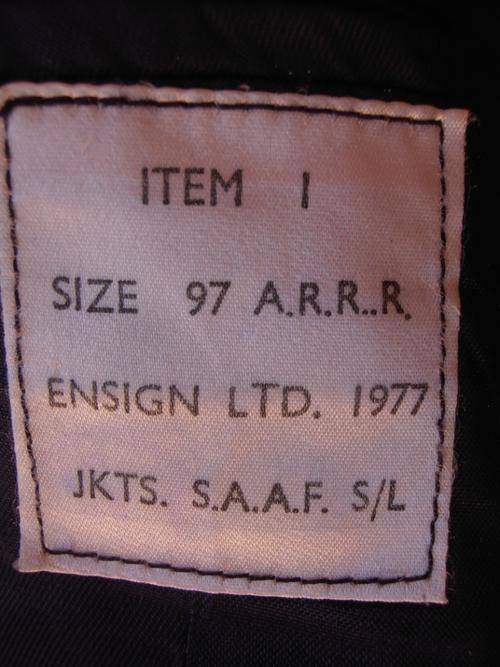 ITEM 1
SIZE 97 A.R.R..R.
ENSIGN LTD. 1977
JKTS. S.A.A.F. S/L